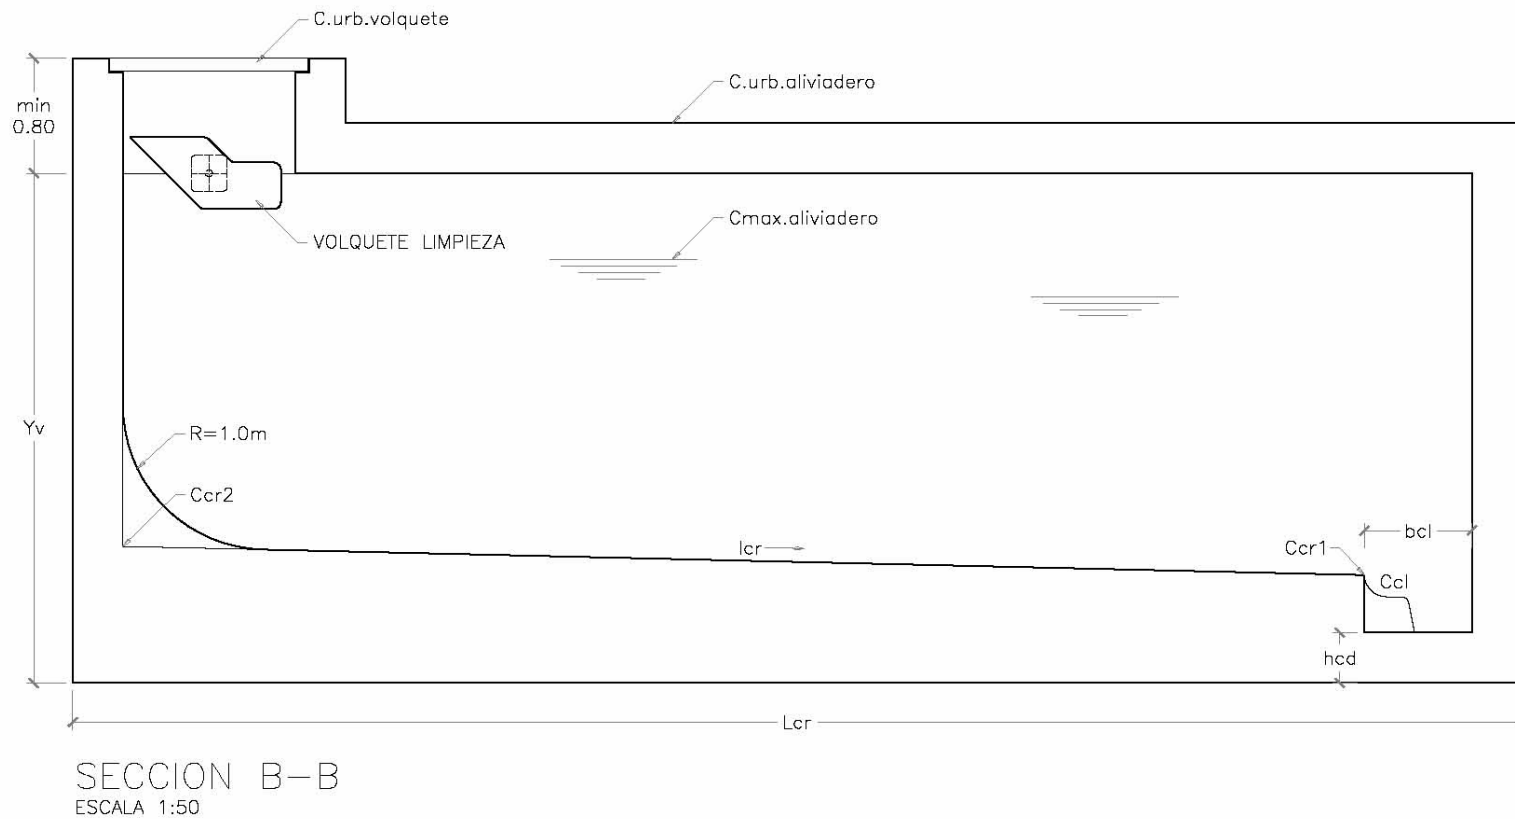 C.urb.volquete
min
0.80
C.urb.aliviadero
Cmax.aliviadero
VOLQUETE LIMPIEZA
Yv
R=1.0m
Ccr2
Icr
bcl
Ccr1
Ccl
hcd
Lcr
SECCION B-B
ESCALA 1:50